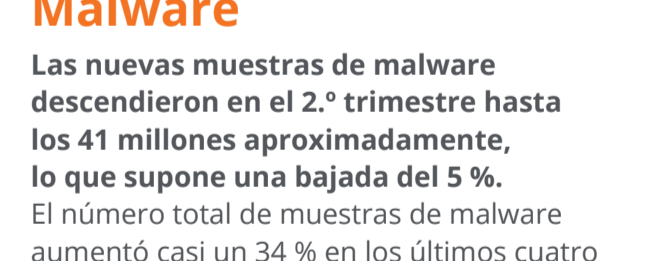 Malware
Las nuevas muestras de malware
descendieron en el 2.º trimestre hasta
los 41 millones aproximadamente,
lo que supone una bajada del 5 %.
El número total de muestras de malware
aumentó casi un 34 % en los últimos cuatro